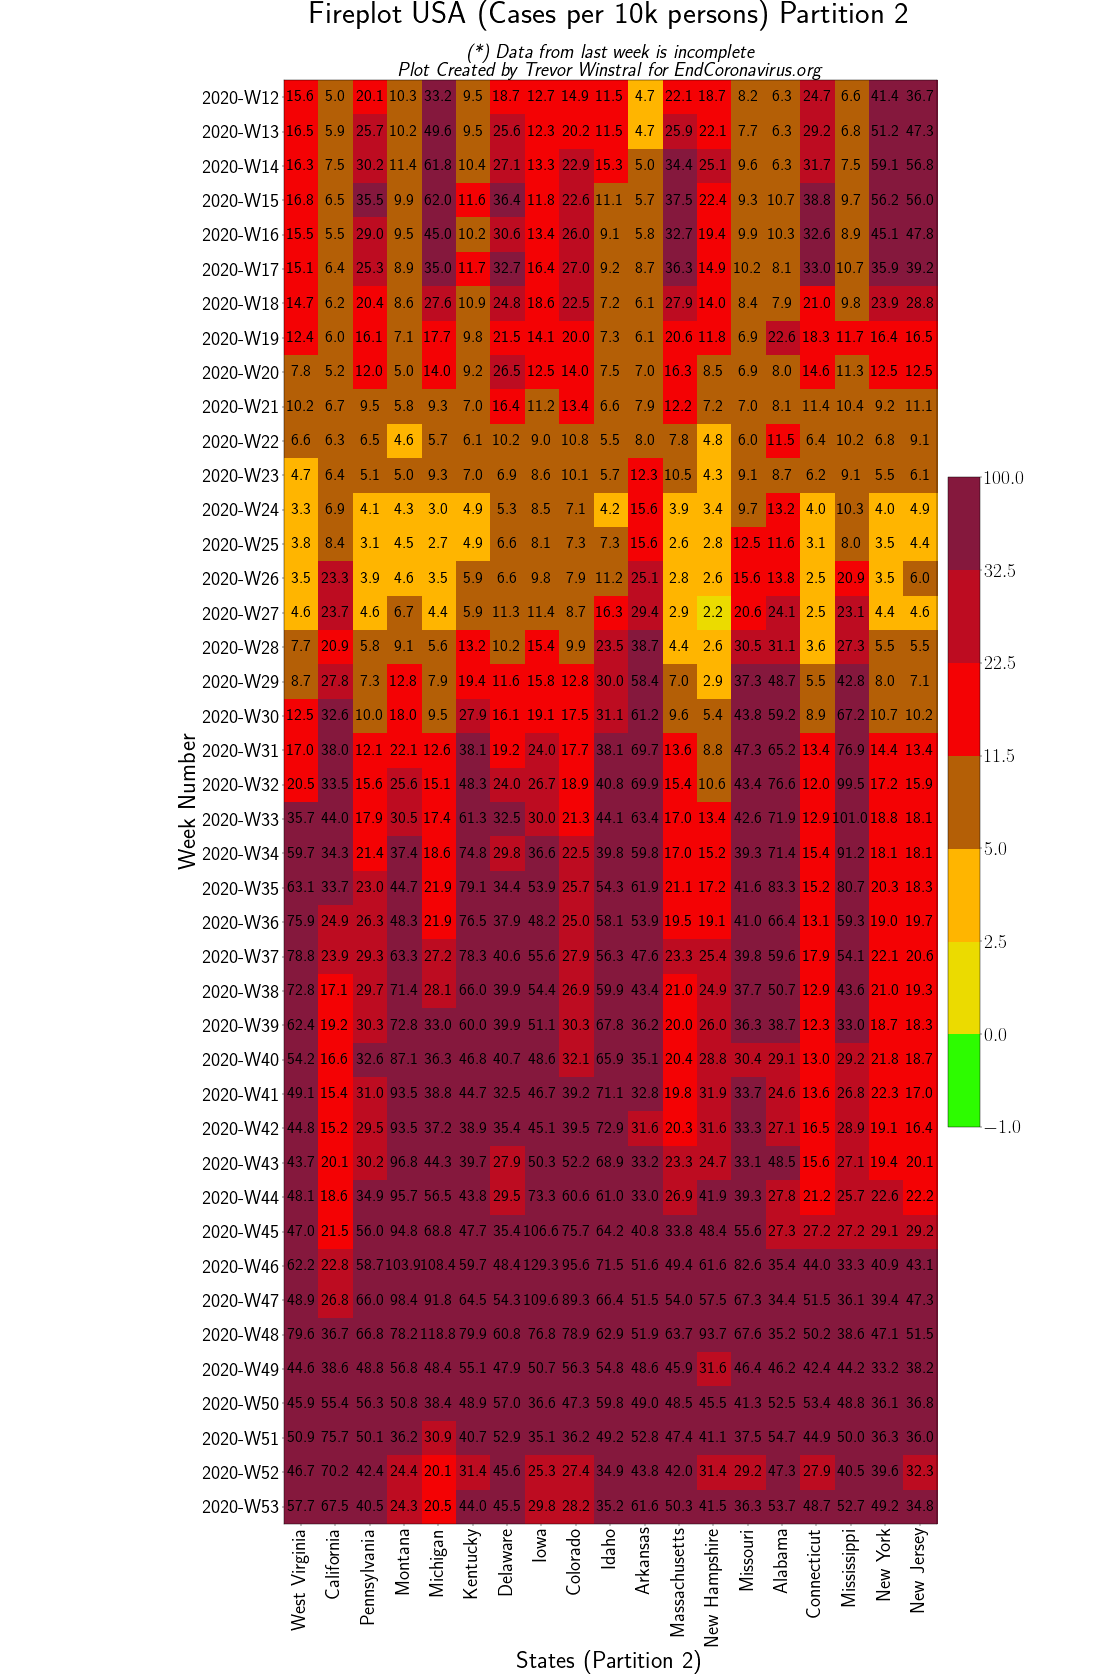 Fireplot USA (Cases per 10k persons) Partition 2
(*) Data from last week is incomplete
Plot Created by Trevor Winstral for EndCoronavirus.org
2020-W12 15.6 5.0 20.1 10.3 33.2 9.5 18.7 12.7 14.9 11.5 4.7 22.1 18.7 8.2 6.3 24.7 6.6 41.4 36.7
2020-W13 16.5 5.9 25.7 10.2 49.6 9.5 25.6 12.3 20.2 11.5 4.7 25.9 22.1 7.7 6.3 29.2 6.8 51.2 47.3
2020-W14 16.3 7.5 30.2 11.4 61.8 10.4 27.1 13.3 22.9 15.3 5.0 34.4 25.1 9.6 6.3 31.7 7.5 59.1 56.8
2020-W15 16.8 6.5 35.5 9.9 62.0 11.6 36.4 11.8 22.6 11.1 5.7 37.5 22.4 9.3 10.7 38.8 9.7 56.2 56.0
2020-W16 15.5 5.5 29.0 9.5 45.0 10.2 30.6 13.4 26.0 9.1 5.8 32.7 19.4 9.9 10.3 32.6 8.9 45.1 47.8
2020-W17 15.1 6.4 25.3 8.9 35.0 11.7 32.7 16.4 27.0 9.2 8.7 36.3 14.9 10.2 8.1 33.0 10.7 35.9 39.2
2020-W18 14.7 6.2 20.4 8.6 27.6 10.9 24.8 18.6 22.5 7.2 6.1 27.9 14.0 8.4 7.9 21.0 9.8 23.9 28.8
2020-W19 12.4 6.0 16.1 7.1 17.7 9.8 21.5 14.1 20.0 7.3 6.1 20.6 11.8 6.9 22.6 18.3 11.7 16.4 16.5
2020-W20 7.8 5.2 12.0 5.0 14.0 9.2 26.5 12.5 14.0 7.5 7.0 16.3 8.5 6.9 8.0 14.6 11.3 12.5 12.5
2020-W21 10.2 6.7 9.5 5.8 9.3 7.0 16.4 11.2 13.4 6.6 7.9 12.2 7.2 7.0 8.1 11.4 10.4 9.2 11.1
2020-W22 6.6 6.3 6.5 4.6 5.7 6.1 10.2 9.0 10.8 5.5 8.0 7.8 4.8 6.0 11.5 6.4 10.2 6.8 9.1
2020-W23 4.7 6.4 5.1 5.0 9.3 7.0 6.9 8.6 10.1 5.7 12.3 10.5 4.3 9.1 8.7 6.2 9.1 5.5 6.1
2020-W24 3.3 6.9 4.1 4.3 3.0 4.9 5.3 8.5 7.1 4.2 15.6 3.9 3.4 9.7 13.2 4.0 10.3 4.0 4.9
2020-W25 3.8 8.4 3.1 4.5 2.7 4.9 6.6 8.1 7.3 7.3 15.6 2.6 2.8 12.5 11.6 3.1 8.0 3.5 4.4
2020-W26 3.5 23.3 3.9 4.6 3.5 5.9 6.6 9.8 7.9 11.2 25.1 2.8 2.6 15.6 13.8 2.5 20.9 3.5 6.0
2020-W27 4.6 23.7 4.6 6.7 4.4 5.9 11.3 11.4 8.7 16.3 29.4 2.9 2.2 20.6 24.1 2.5 23.1 4.4 4.6
2020-W28 7.7 20.9 5.8 9.1 5.6 13.2 10.2 15.4 9.9 23.5 38.7 4.4 2.6 30.5 31.1 3.6 27.3 5.5 5.5
2020-W29 8.7 27.8 7.3 12.8 7.9 19.4 11.6 15.8 12.8 30.0 58.4 7.0 2.9 37.3 48.7 5.5 42.8 8.0 7.1
2020-W30 12.5 32.6 10.0 18.0 9.5 27.9 16.1 19.1 17.5 31.1 61.2 9.6 5.4 43.8 59.2 8.9 67.2 10.7 10.2
2020-W31 17.0 38.0 12.1 22.1 12.6 38.1 19.2 24.0 17.7 38.1 69.7 13.6 8.8 47.3 65.2 13.4 76.9 14.4 13.4
2020-W32 20.5 33.5 15.6 25.6 15.1 48.3 24.0 26.7 18.9 40.8 69.9 15.4 10.6 43.4 76.6 12.0 99.5 17.2 15.9
2020-W33 35.7 44.0 17.9 30.5 17.4 61.3 32.5 30.0 21.3 44.1 63.4 17.0 13.4 42.6 71.9 12.9 101.0 18.8 18.1
2020-W34 59.7 34.3 21.4 37.4 18.6 74.8 29.8 36.6 22.5 39.8 59.8 17.0 15.2 39.3 71.4 15.4 91.2 18.1 18.1
2020-W35 63.1 33.7 23.0 44.7 21.9 79.1 34.4 53.9 25.7 54.3 61.9 21.1 17.2 41.6 83.3 15.2 80.7 20.3 18.3
2020-W36 75.9 24.9 26.3 48.3 21.9 76.5 37.9 48.2 25.0 58.1 53.9 19.5 19.1 41.0 66.4 13.1 59.3 19.0 19.7
2020-W37 78.8 23.9 29.3 63.3 27.2 78.3 40.6 55.6 27.9 56.3 47.6 23.3 25.4 39.8 59.6 17.9 54.1 22.1 20.6
2020-W38 72.8 17.1 29.7 71.4 28.1 66.0 39.9 54.4 26.9 59.9 43.4 21.0 24.9 37.7 50.7 12.9 43.6 21.0 19.3
2020-W39 62.4 19.2 30.3 72.8 33.0 60.0 39.9 51.1 30.3 67.8 36.2 20.0 26.0 36.3 38.7 12.3 33.0 18.7 18.3
2020-W40 54.2 16.6 32.6 87.1 36.3 46.8 40.7 48.6 32.1 65.9 35.1 20.4 28.8 30.4 29.1 13.0 29.2 21.8 18.7
2020-W41 49.1 15.4 31.0 93.5 38.8 44.7 32.5 46.7 39.2 71.1 32.8 19.8 31.9 33.7 24.6 13.6 26.8 22.3 17.0
2020-W42 44.8 15.2 29.5 93.5 37.2 38.9 35.4 45.1 39.5 72.9 31.6 20.3 31.6 33.3 27.1 16.5 28.9 19.1 16.4
2020-W43 43.7 20.1 30.2 96.8 44.3 39.7 27.9 50.3 52.2 68.9 33.2 23.3 24.7 33.1 48.5 15.6 27.1 19.4 20.1
2020-W44 48.1 18.6 34.9 95.7 56.5 43.8 29.5 73.3 60.6 61.0 33.0 26.9 41.9 39.3 27.8 21.2 25.7 22.6 22.2
2020-W45 47.0 21.5 56.0 94.8 68.8 47.7 35.4 106.6 75.7 64.2 40.8 33.8 48.4 55.6 27.3 27.2 27.2 29.1 29.2
2020-W46 62.2 22.8 58.7 103.9 108.4 59.7 48.4 129.3 95.6 71.5 51.6 49.4 61.6 82.6 35.4 44.0 33.3 40.9 43.1
2020-W47 48.9 26.8 66.0 98.4 91.8 64.5 54.3 109.6 89.3 66.4 51.5 54.0 57.5 67.3 34.4 51.5 36.1 39.4 47.3
2020-W48 79.6 36.7 66.8 78.2 118.8 79.9 60.8 76.8 78.9 62.9 51.9 63.7 93.7 67.6 35.2 50.2 38.6 47.1 51.5
2020-W49 44.6 38.6 48.8 56.8 48.4 55.1 47.9 50.7 56.3 54.8 48.6 45.9 31.6 46.4 46.2 42.4 44.2 33.2 38.2
2020-W50 45.9 55.4 56.3 50.8 38.4 48.9 57.0 36.6 47.3 59.8 49.0 48.5 45.5 41.3 52.5 53.4 48.8 36.1 36.8
2020-W51 50.9 75.7 50.1 36.2 30.9 40.7 52.9 35.1 36.2 49.2 52.8 47.4 41.1 37.5 54.7 44.9 50.0 36.3 36.0
2020-W52 46.7 70.2 42.4 24.4 20.1 31.4 45.6 25.3 27.4 34.9 43.8 42.0 31.4 29.2 47.3 27.9 40.5 39.6 32.3
2020-W53 57.7 67.5 40.5 24.3 20.5 44.0 45.5 29.8 28.2 35.2 61.6 50.3 41.5 36.3 53.7 48.7 52.7 49.2 34.8
Week Number
West Virginia
California
Pennsylvania
Montana
Michigan
Kentucky
Delaware
Iowa
Colorado
Idaho
Arkansas
Massachusetts
New Hampshire
Missouri
Alabama
Connecticut
Mississippi
New York
New Jersey
States (Partition 2)
100.0
32.5
22.5
11.5
5.0
2.5
0.0
−1.0